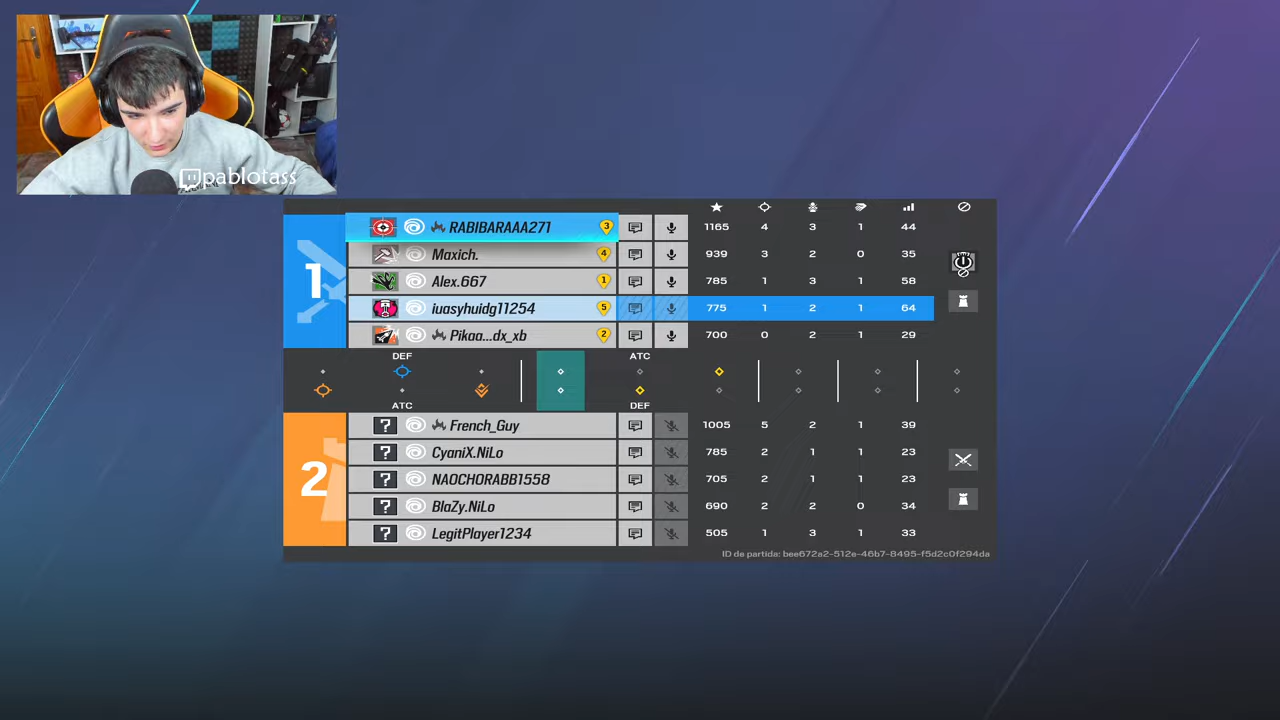 pablotass
1
RABIBARAAA271 3 1165 4 3 1 44
Maxich. 4 939 3 2 0 35
Alex.667 1 785 1 3 1 58
iuasyhuidg11254 5 775 1 2 1 64
Pikaa...dx_xb 2 700 0 2 1 29
DEF ATC
ATC DEF
2
? French_Guy 1005 5 2 1 39
? CyaniX.NiLo 785 2 1 1 23
? NAOCHORABB1558 705 2 1 1 23
? BlaZy.NiLo 690 2 2 0 34
? LegitPlayer1234 505 1 3 1 33
ID de partida: bee672a2-512e-46b7-8495-f5d2c0f294da